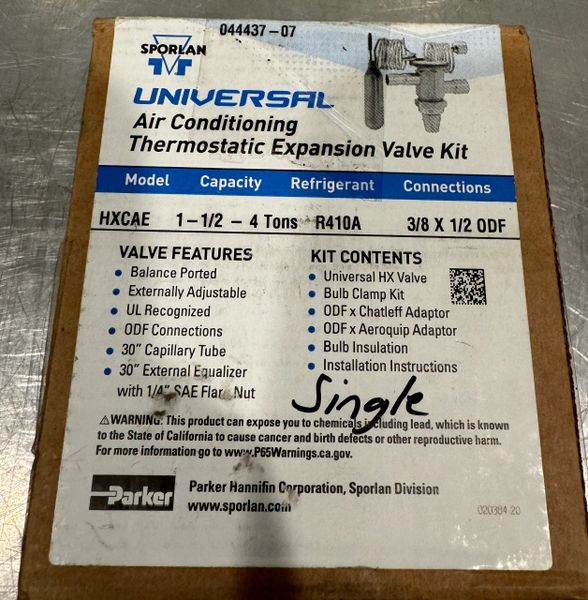 044437-07
SPORLAN
UNIVERSAL
Air Conditioning
Thermostatic Expansion Valve Kit
Model Capacity Refrigerant Connections
HXCAE 1-1/2 - 4 Tons R410A 3/8 X 1/2 ODF
VALVE FEATURES
• Balance Ported
• Externally Adjustable
• UL Recognized
• ODF Connections
• 30" Capillary Tube
• 30" External Equalizer
with 1/4" SAE Flare Nut
KIT CONTENTS
• Universal HX Valve
• Bulb Clamp Kit
• ODF x Chatleff Adaptor
• ODF x Aeroquip Adaptor
• Bulb Insulation
• Installation Instructions
Single
⚠WARNING: This product can expose you to chemicals including lead, which is known
to the State of California to cause cancer and birth defects or other reproductive harm.
For more information go to www.P65Warnings.ca.gov.
Parker
Parker Hannifin Corporation, Sporlan Division
www.sporlan.com
020384 20